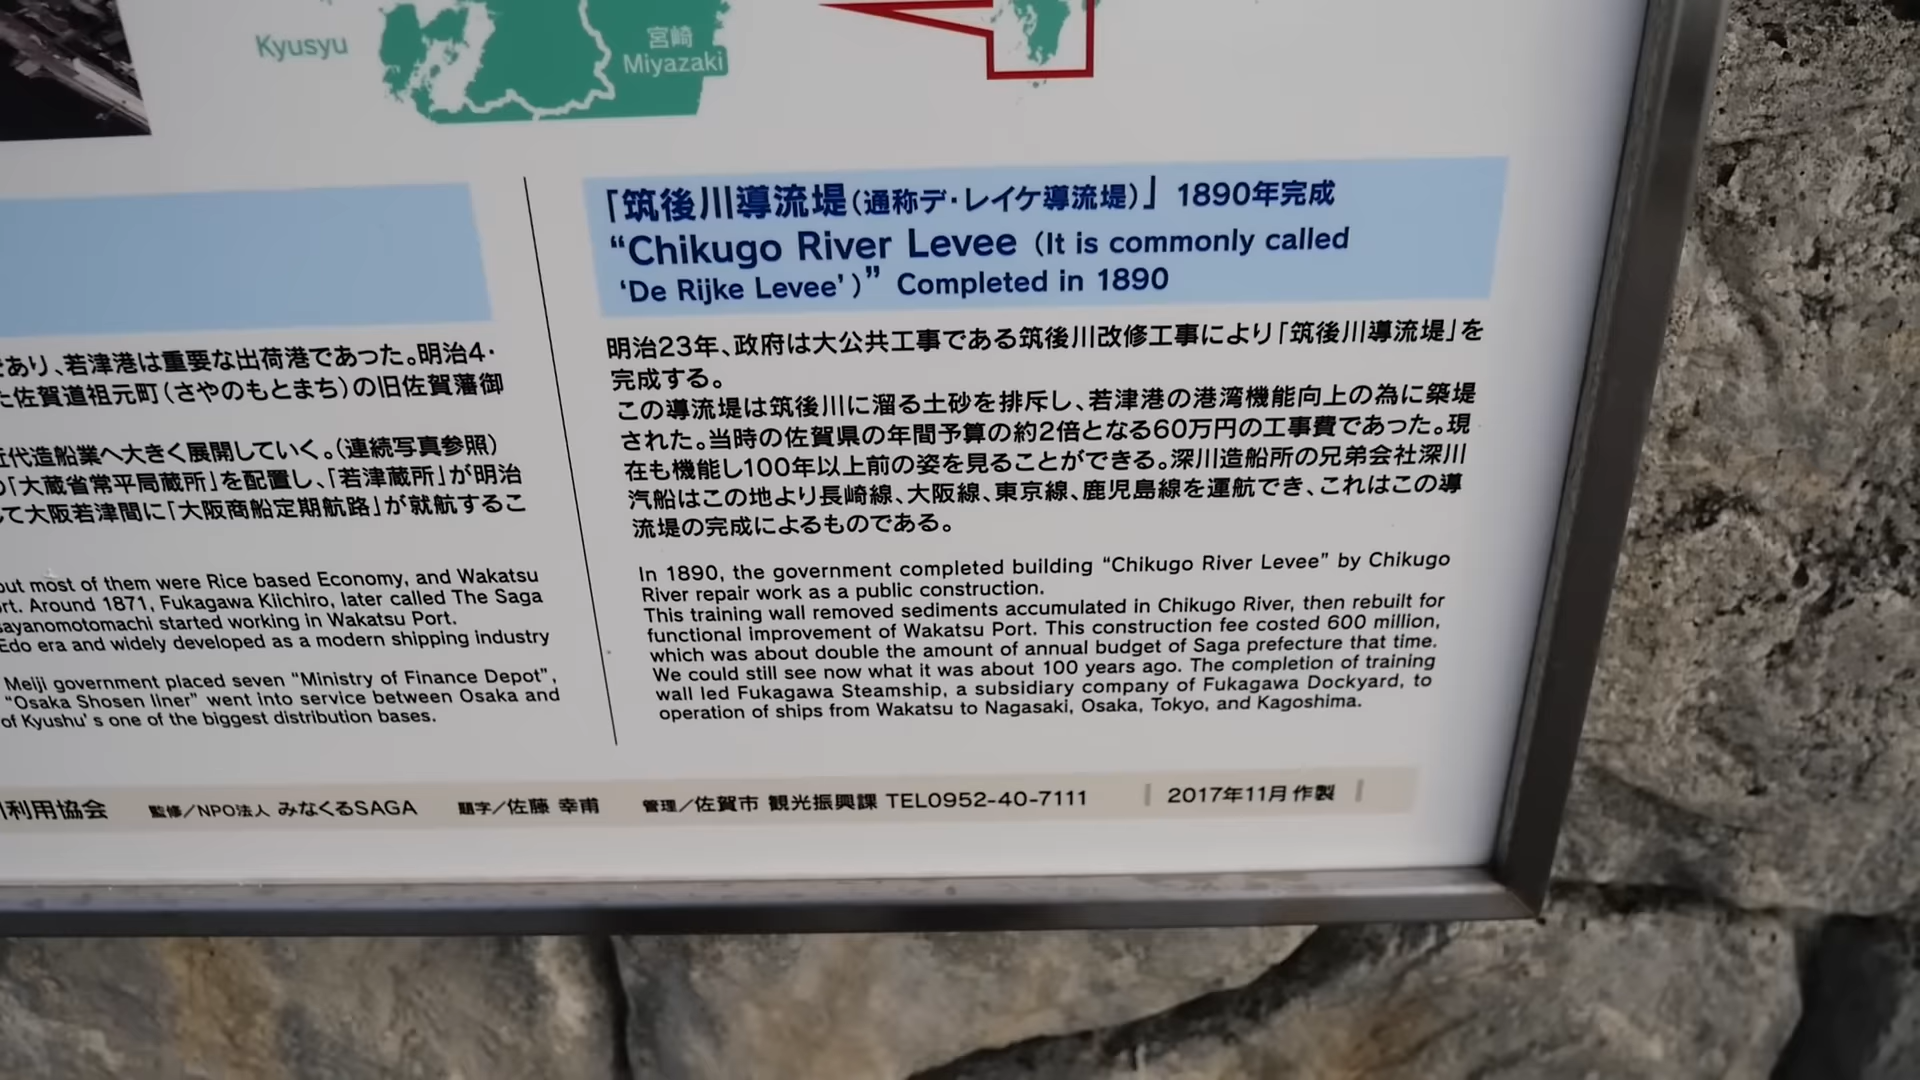 Kyusyu
宮崎
Miyazaki
あり、若津港は重要な出荷港であった。明治4・
た佐賀道祖元町(さやのもとまち)の旧佐賀藩御
近代造船業へ大きく展開していく。(連続写真参照)
の「大蔵省常平局蔵所」を配置し、「若津蔵所」が明治
て大阪若津間に「大阪商船定期航路」が就航するこ
but most of them were Rice based Economy, and Wakatsu
rt. Around 1871, Fukagawa Kiichiro, later called The Saga
sayanomotomachi started working in Wakatsu Port.
Edo era and widely developed as a modern shipping industry
Meiji government placed seven “Ministry of Finance Depot”,
“Osaka Shosen liner” went into service between Osaka and
of Kyushu's one of the biggest distribution bases.
「筑後川導流堤(通称デ・レイケ導流堤)」 1890年完成
“Chikugo River Levee (It is commonly called
‘De Rijke Levee’)” Completed in 1890
明治23年、政府は大公共工事である筑後川改修工事により「筑後川導流堤」を
完成する。
この導流堤は筑後川に溜る土砂を排斥し、若津港の港湾機能向上の為に築堤
された。当時の佐賀県の年間予算の約2倍となる60万円の工事費であった。現
在も機能し100年以上前の姿を見ることができる。深川造船所の兄弟会社深川
汽船はこの地より長崎線、大阪線、東京線、鹿児島線を運航でき、これはこの導
流堤の完成によるものである。
In 1890, the government completed building “Chikugo River Levee” by Chikugo
River repair work as a public construction.
This training wall removed sediments accumulated in Chikugo River, then rebuilt for
functional improvement of Wakatsu Port. This construction fee costed 600 million,
which was about double the amount of annual budget of Saga prefecture that time.
We could still see now what it was about 100 years ago. The completion of training
wall led Fukagawa Steamship, a subsidiary company of Fukagawa Dockyard, to
operation of ships from Wakatsu to Nagasaki, Osaka, Tokyo, and Kagoshima.
利用協会 監修/NPO法人 みなくるSAGA 題字/佐藤 幸甫 管理/佐賀市 観光振興課 TEL0952-40-7111 | 2017年11月 作製 |